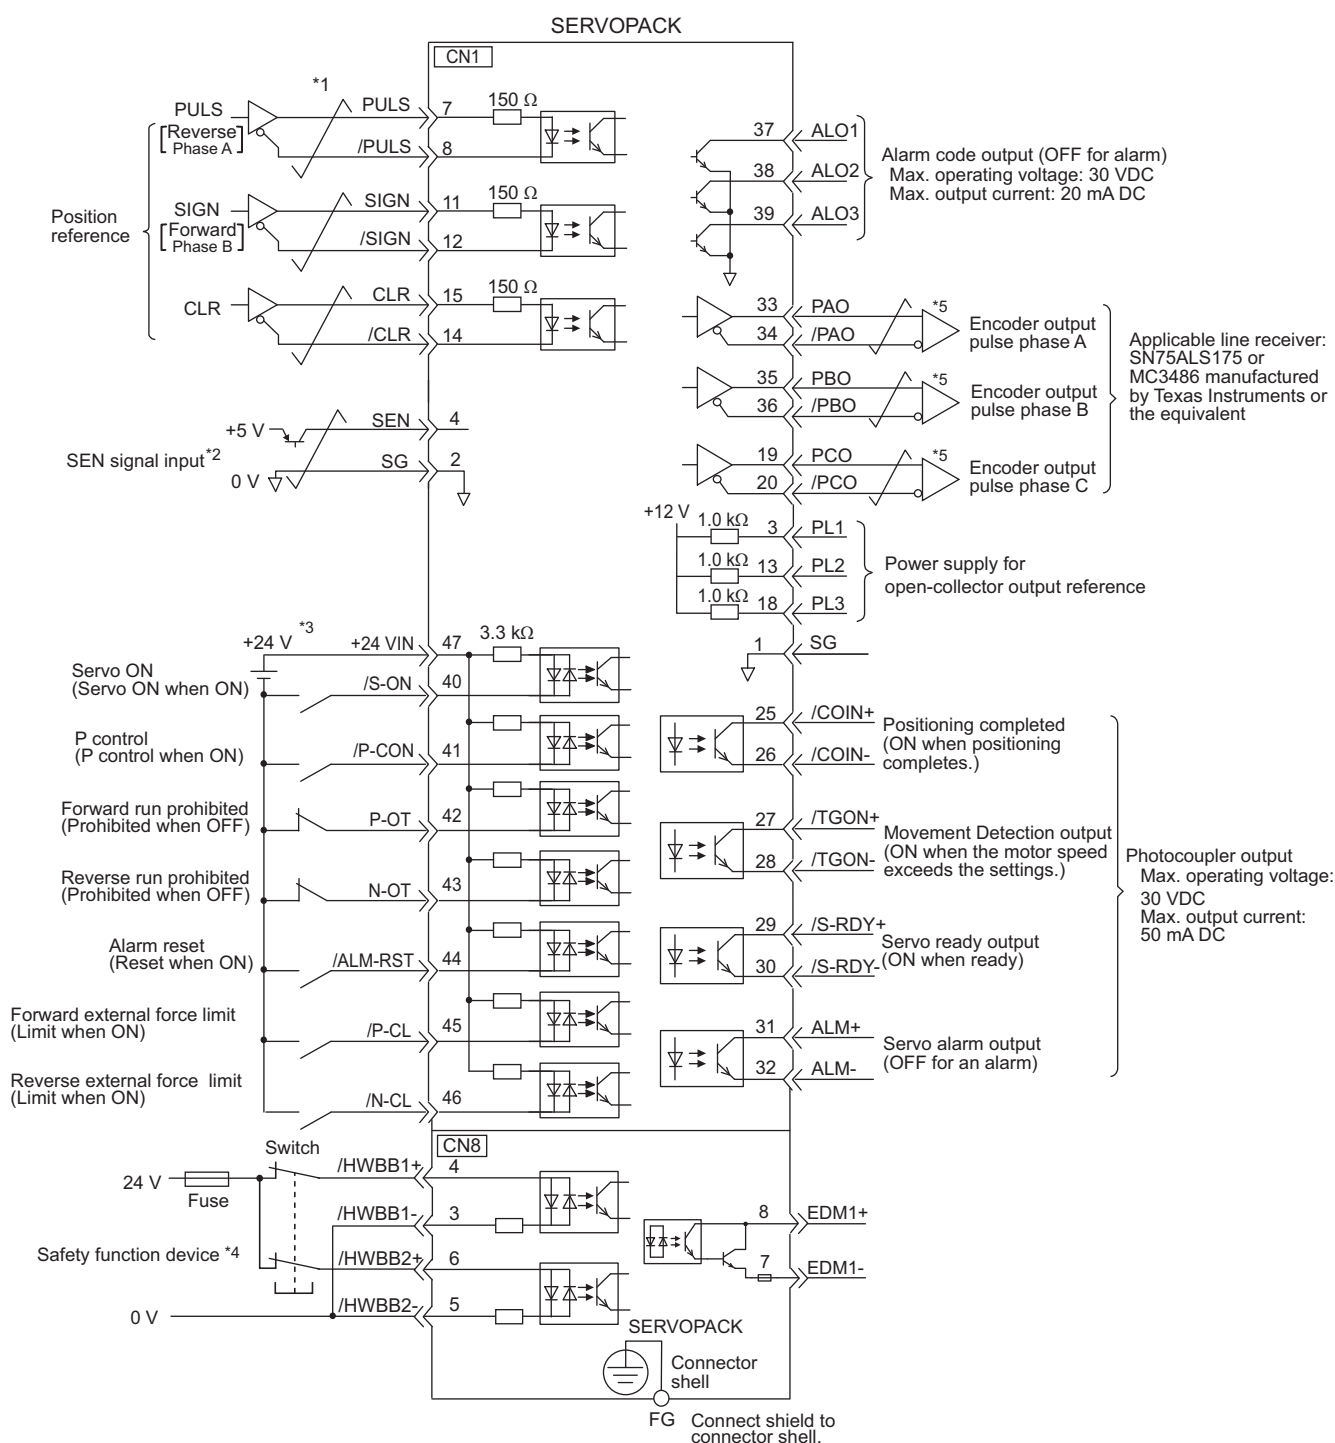 SERVOPACK
CN1
*1
PULS
[Reverse
Phase A]
PULS
7
150 Ω
/PULS
8
SIGN
[Forward
Phase B]
SIGN
11
150 Ω
/SIGN
12
Position
reference
CLR
CLR
15
150 Ω
/CLR
14
+5 V
SEN
4
SEN signal input*2
SG
2
0 V
37
ALO1
38
ALO2
39
ALO3
Alarm code output (OFF for alarm)
Max. operating voltage: 30 VDC
Max. output current: 20 mA DC
33
PAO
*5
34
/PAO
Encoder output
pulse phase A
35
PBO
*5
36
/PBO
Encoder output
pulse phase B
19
PCO
*5
20
/PCO
Encoder output
pulse phase C
Applicable line receiver:
SN75ALS175 or
MC3486 manufactured
by Texas Instruments or
the equivalent
+12 V
1.0 kΩ
3
PL1
1.0 kΩ
13
PL2
1.0 kΩ
18
PL3
Power supply for
open-collector output reference
1
SG
+24 V
*3
+24 VIN
47
3.3 kΩ
Servo ON
(Servo ON when ON)
/S-ON
40
P control
(P control when ON)
/P-CON
41
Forward run prohibited
(Prohibited when OFF)
P-OT
42
Reverse run prohibited
(Prohibited when OFF)
N-OT
43
Alarm reset
(Reset when ON)
/ALM-RST
44
Forward external force limit
(Limit when ON)
/P-CL
45
Reverse external force  limit
(Limit when ON)
/N-CL
46
25
/COIN+
26
/COIN-
Positioning completed
(ON when positioning
completes.)
27
/TGON+
28
/TGON-
Movement Detection output
(ON when the motor speed
exceeds the settings.)
29
/S-RDY+
30
/S-RDY-
Servo ready output
(ON when ready)
31
ALM+
32
ALM-
Servo alarm output
(OFF for an alarm)
Photocoupler output
Max. operating voltage:
30 VDC
Max. output current:
50 mA DC
CN8
Switch
24 V
Fuse
/HWBB1+
4
/HWBB1-
3
Safety function device *4
/HWBB2+
6
/HWBB2-
5
0 V
8
EDM1+
7
EDM1-
SERVOPACK
Connector
shell
FG
Connect shield to
connector shell.